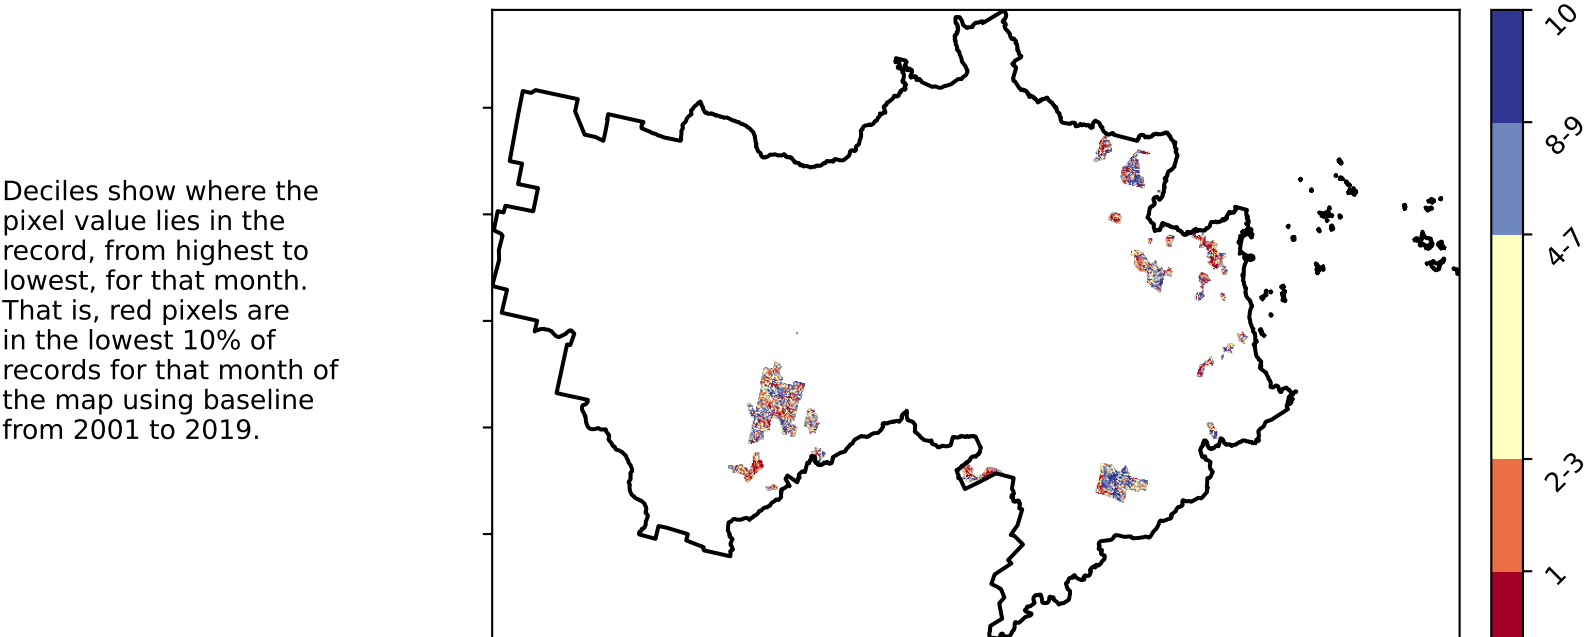 Deciles show where the
pixel value lies in the
record, from highest to
lowest, for that month.
That is, red pixels are
in the lowest 10% of
records for that month of
the map using baseline
from 2001 to 2019.
10
8-9
4-7
2-3
1